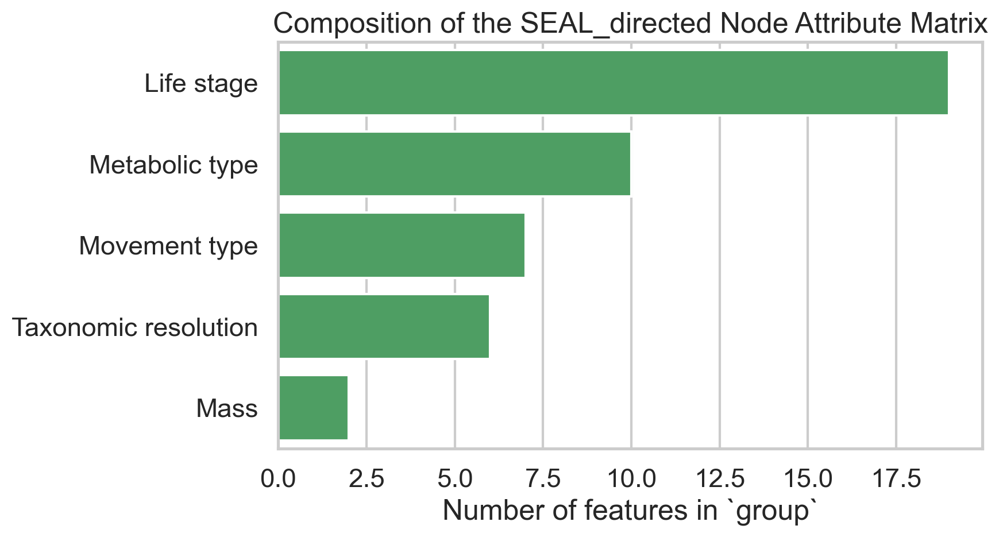 Composition of the SEAL_directed Node Attribute Matrix
Life stage
Metabolic type
Movement type
Taxonomic resolution
Mass
0.0 2.5 5.0 7.5 10.0 12.5 15.0 17.5
Number of features in `group`